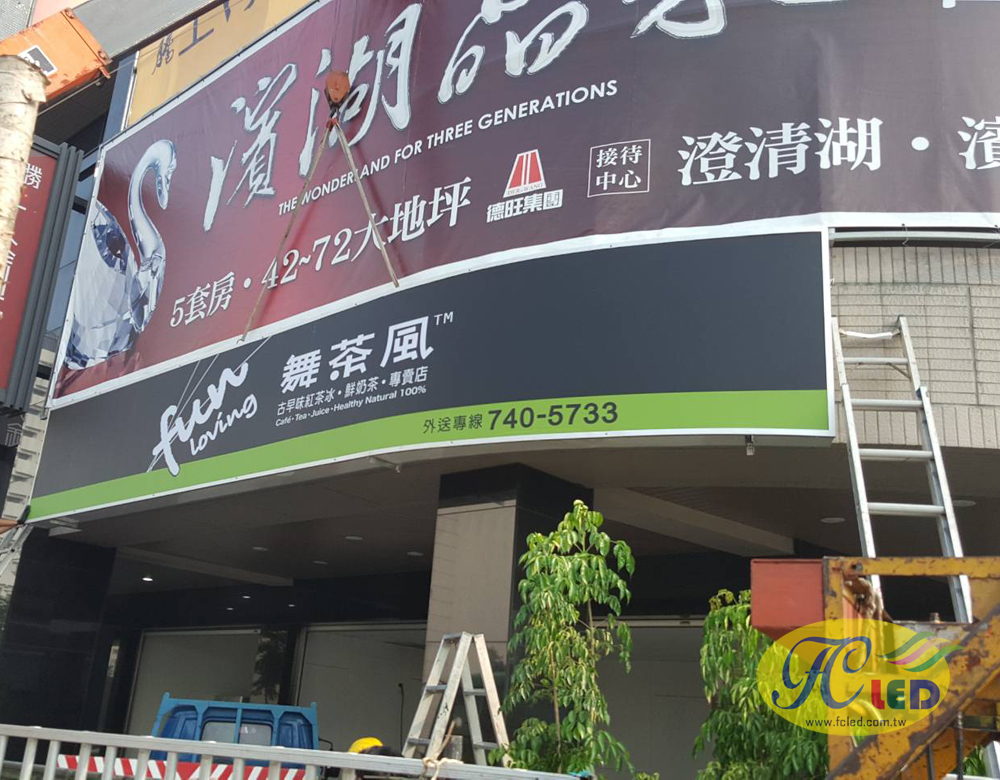 濱湖
THE WONDERLAND FOR THREE GENERATIONS
5套房・42~72大地坪
德旺集團
接待
中心
澄清湖・濱
fun
loving
舞茶風™
古早味紅茶冰・鮮奶茶・專賣店
Café・Tea・Juice・Healthy Natural 100%
外送專線 740-5733
FC LED
www.fcled.com.tw